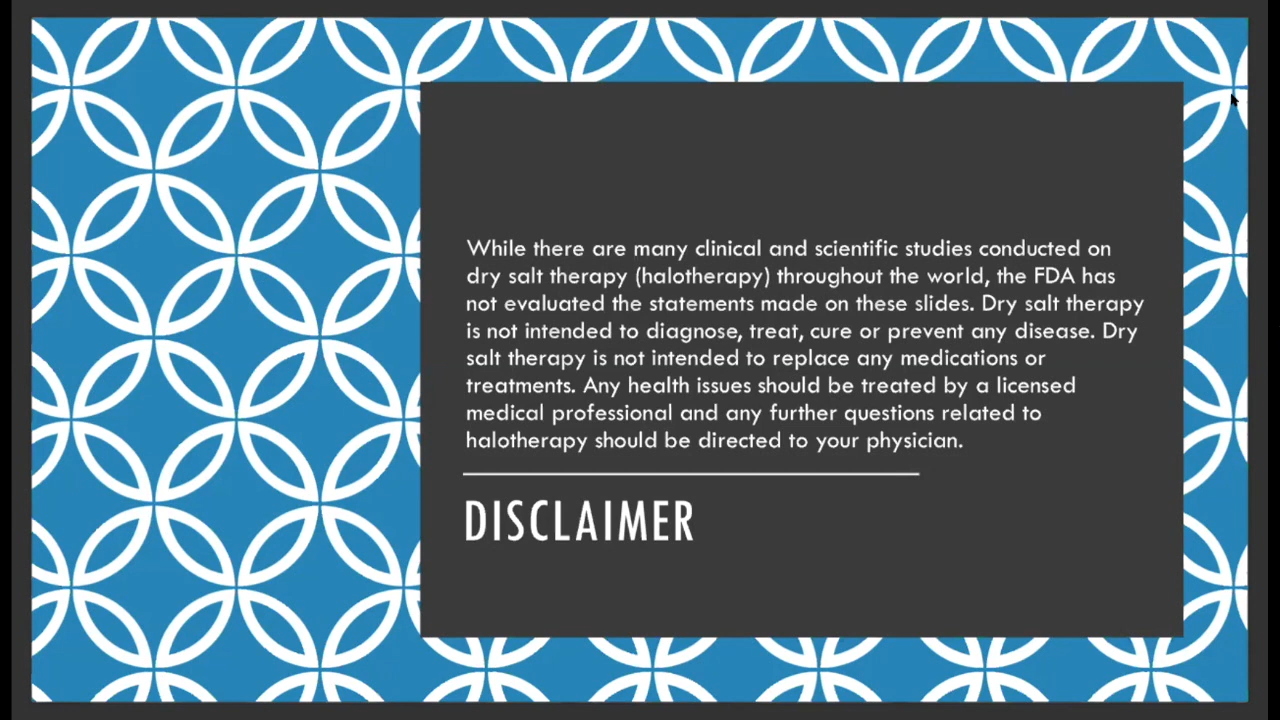 While there are many clinical and scientific studies conducted on
dry salt therapy (halotherapy) throughout the world, the FDA has
not evaluated the statements made on these slides. Dry salt therapy
is not intended to diagnose, treat, cure or prevent any disease. Dry
salt therapy is not intended to replace any medications or
treatments. Any health issues should be treated by a licensed
medical professional and any further questions related to
halotherapy should be directed to your physician.
DISCLAIMER